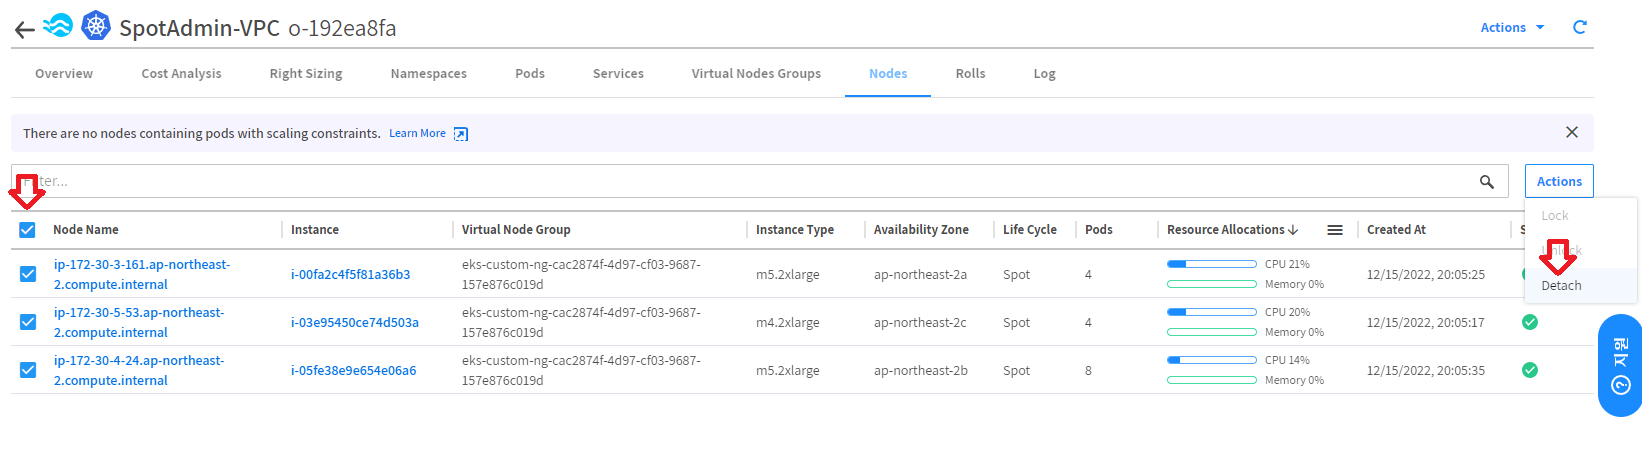 SpotAdmin-VPC o-192ea8fa
Actions
Overview Cost Analysis Right Sizing Namespaces Pods Services Virtual Nodes Groups Nodes Rolls Log
There are no nodes containing pods with scaling constraints. Learn More
Actions
Lock
Detach
Node Name Instance Virtual Node Group Instance Type Availability Zone Life Cycle Pods Resource Allocations Created At
ip-172-30-3-161.ap-northeast-
2.compute.internal
i-00fa2c4f5f81a36b3
eks-custom-ng-cac2874f-4d97-cf03-9687-
157e876c019d
m5.2xlarge ap-northeast-2a Spot 4
CPU 21%
Memory 0%
12/15/2022, 20:05:25
ip-172-30-5-53.ap-northeast-
2.compute.internal
i-03e95450ce74d503a
eks-custom-ng-cac2874f-4d97-cf03-9687-
157e876c019d
m4.2xlarge ap-northeast-2c Spot 4
CPU 20%
Memory 0%
12/15/2022, 20:05:17
ip-172-30-4-24.ap-northeast-
2.compute.internal
i-05fe38e9e654e06a6
eks-custom-ng-cac2874f-4d97-cf03-9687-
157e876c019d
m5.2xlarge ap-northeast-2b Spot 8
CPU 14%
Memory 0%
12/15/2022, 20:05:35
지원